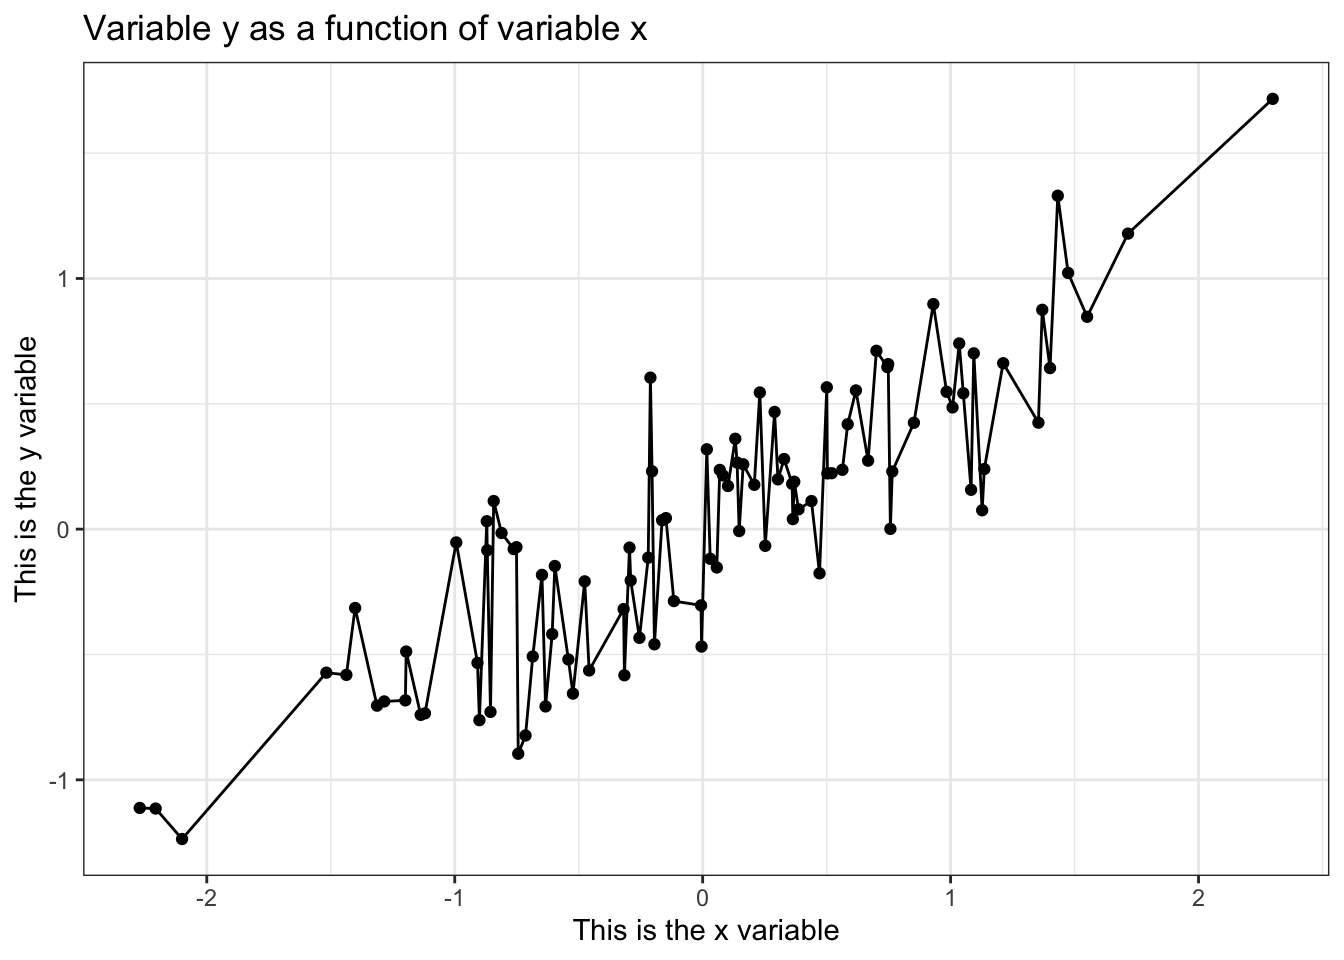 Variable y as a function of variable x
This is the y variable
1
0
-1
-2
-1
0
1
2
This is the x variable